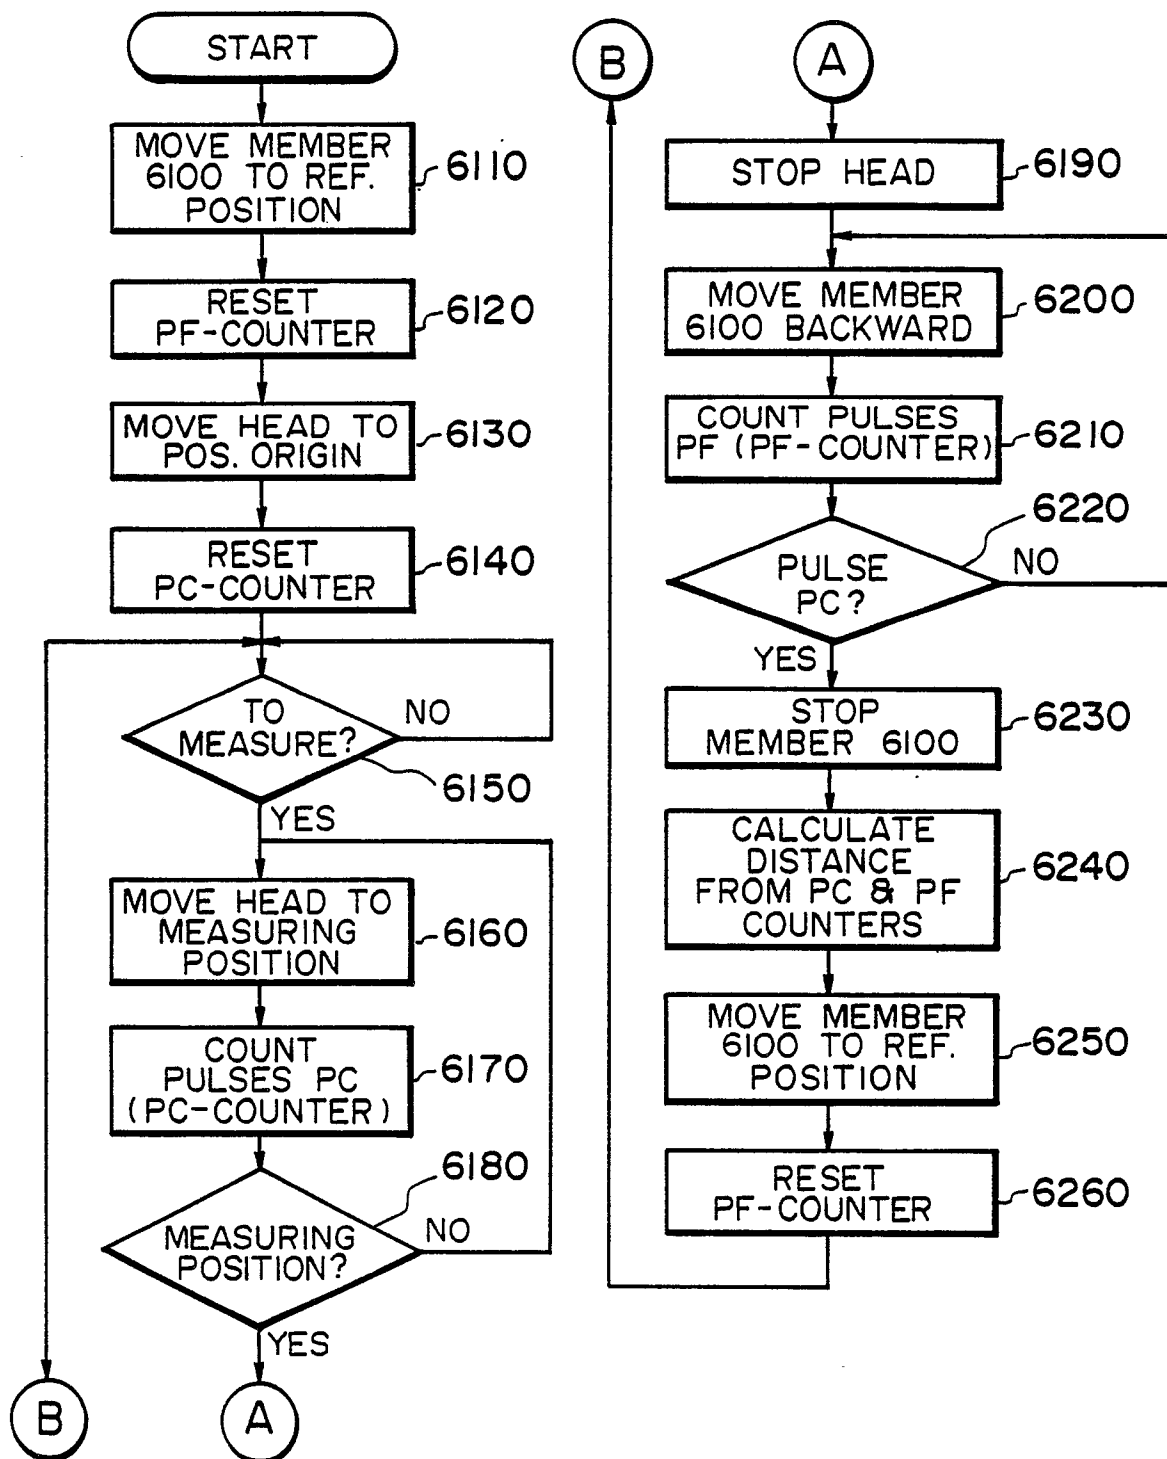 START
MOVE MEMBER
6100 TO REF.
POSITION
6110
RESET
PF-COUNTER
6120
MOVE HEAD TO
POS. ORIGIN
6130
RESET
PC-COUNTER
6140
TO
MEASURE?
NO
6150
YES
MOVE HEAD TO
MEASURING
POSITION
6160
COUNT
PULSES PC
(PC-COUNTER)
6170
6180
MEASURING
POSITION?
NO
YES
B
A
B
A
STOP HEAD
6190
MOVE MEMBER
6100 BACKWARD
6200
COUNT PULSES
PF (PF-COUNTER)
6210
6220
PULSE
PC?
NO
YES
STOP
MEMBER 6100
6230
CALCULATE
DISTANCE
FROM PC & PF
COUNTERS
6240
MOVE MEMBER
6100 TO REF.
POSITION
6250
RESET
PF-COUNTER
6260